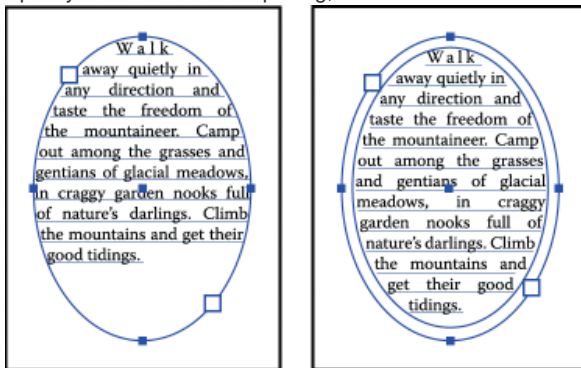 Walk
away quietly in
any direction and
taste the freedom of
the mountaineer. Camp
out among the grasses and
gentians of glacial meadows,
in craggy garden nooks full
of nature's darlings. Climb
the mountains and get their
good tidings.
Walk
away quietly in
any direction and
taste the freedom of
the mountaineer. Camp
out among the grasses
and gentians of glacial
meadows, in craggy
garden nooks full of
nature's darlings. Climb
the mountains and
get their good
tidings.